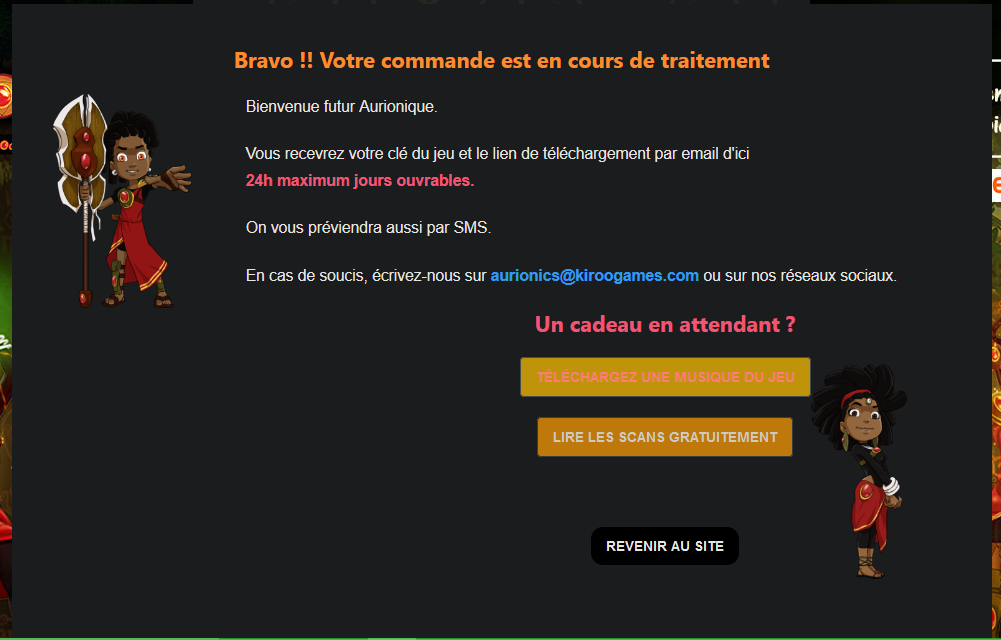 Bravo !! Votre commande est en cours de traitement
Bienvenue futur Aurionique.
Vous recevrez votre clé du jeu et le lien de téléchargement par email d'ici
24h maximum jours ouvrables.
On vous préviendra aussi par SMS.
En cas de soucis, écrivez-nous sur aurionics@kiroogames.com ou sur nos réseaux sociaux.
Un cadeau en attendant ?
TÉLÉCHARGEZ UNE MUSIQUE DU JEU
LIRE LES SCANS GRATUITEMENT
REVENIR AU SITE